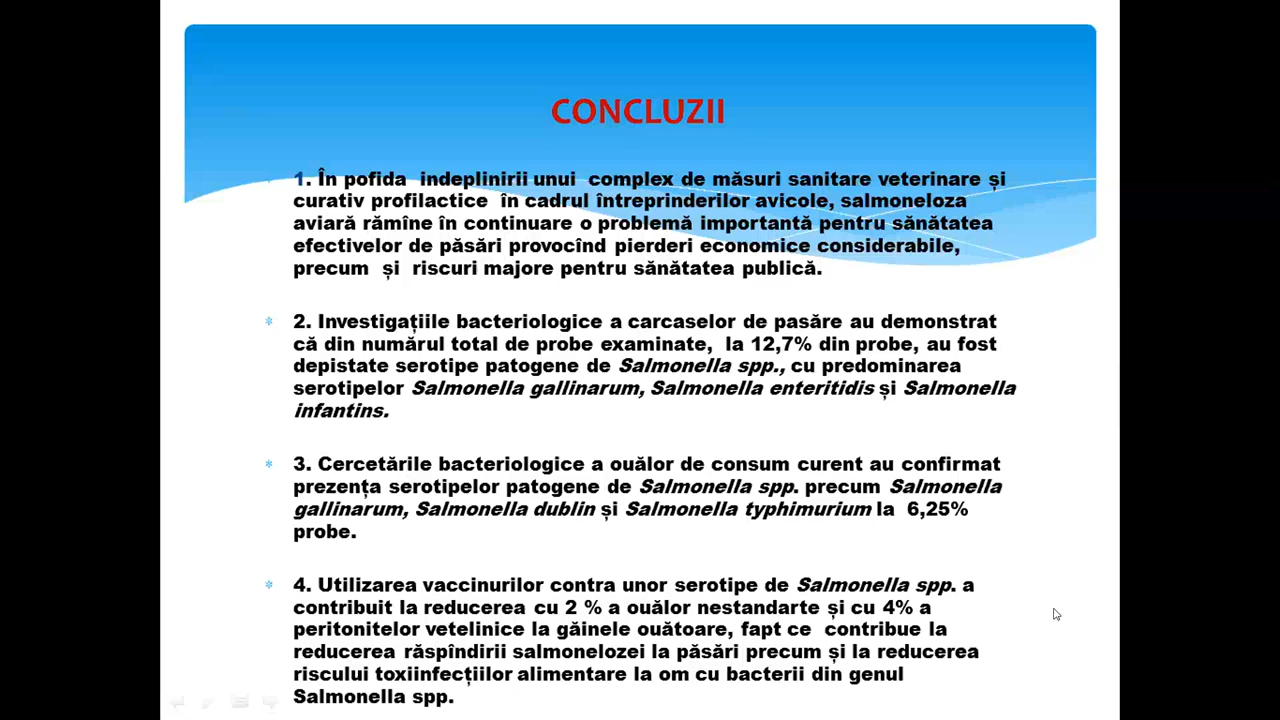 CONCLUZII
1. În pofida indeplinirii unui complex de măsuri sanitare veterinare și
curativ profilactice în cadrul întreprinderilor avicole, salmoneloza
aviară rămîne în continuare o problemă importantă pentru sănătatea
efectivelor de păsări provocînd pierderi economice considerabile,
precum și riscuri majore pentru sănătatea publică.
2. Investigațiile bacteriologice a carcaselor de pasăre au demonstrat
că din numărul total de probe examinate, la 12,7% din probe, au fost
depistate serotipe patogene de Salmonella spp., cu predominarea
serotipelor Salmonella gallinarum, Salmonella enteritidis și Salmonella
infantins.
3. Cercetările bacteriologice a ouălor de consum curent au confirmat
prezența serotipelor patogene de Salmonella spp. precum Salmonella
gallinarum, Salmonella dublin și Salmonella typhimurium la 6,25%
probe.
4. Utilizarea vaccinurilor contra unor serotipe de Salmonella spp. a
contribuit la reducerea cu 2 % a ouălor nestandarte și cu 4% a
peritonitelor vetelinice la găinele ouătoare, fapt ce contribue la
reducerea răspîndirii salmonelozei la păsări precum și la reducerea
riscului toxiinfecțiilor alimentare la om cu bacterii din genul
Salmonella spp.